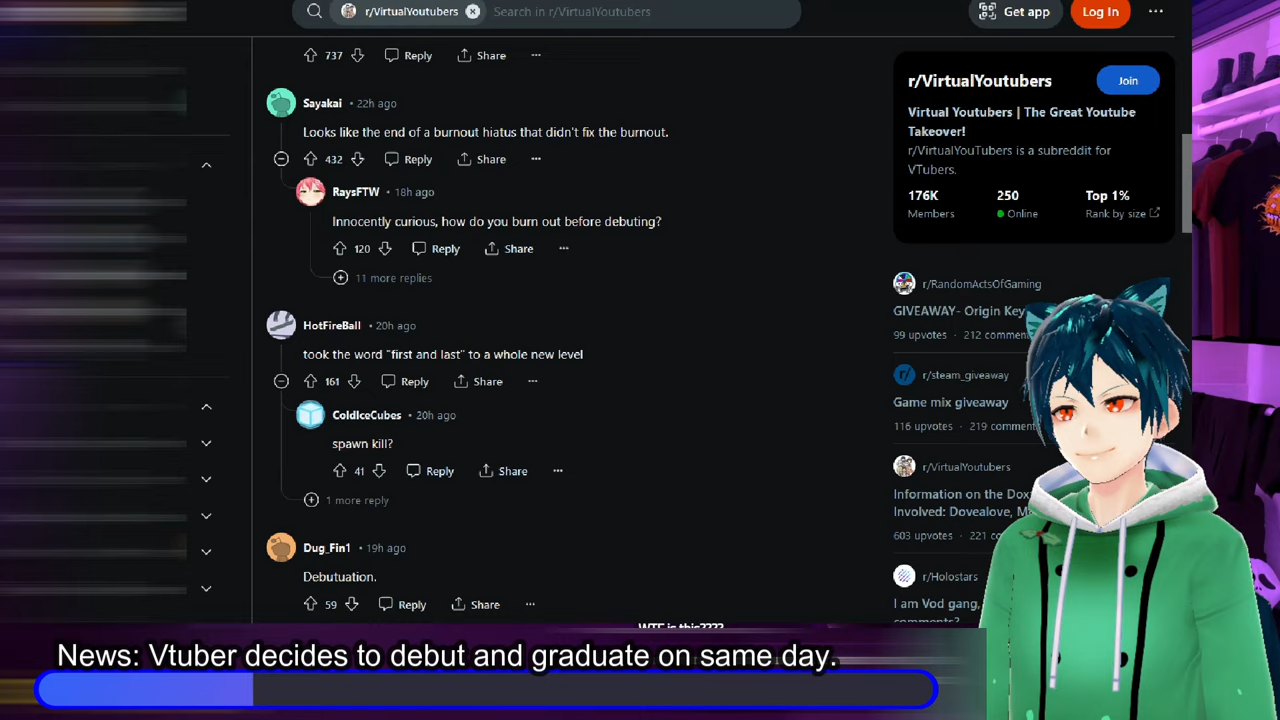 r/VirtualYoutubers
Search in r/VirtualYoutubers
Get app
Log In
737 Reply Share
Sayakai • 22h ago
Looks like the end of a burnout hiatus that didn't fix the burnout.
432 Reply Share
RaysFTW • 18h ago
Innocently curious, how do you burn out before debuting?
120 Reply Share
11 more replies
HotFireBall • 20h ago
took the word "first and last" to a whole new level
161 Reply Share
ColdIceCubes • 20h ago
spawn kill?
41 Reply Share
1 more reply
Dug_Fin1 • 19h ago
Debutuation.
59 Reply Share
r/VirtualYoutubers
Join
Virtual Youtubers | The Great Youtube
Takeover!
r/VirtualYouTubers is a subreddit for
VTubers.
176K 250 Top 1%
Members Online Rank by size
r/RandomActsOfGaming
GIVEAWAY- Origin Key
99 upvotes • 212 comment
r/steam_giveaway
Game mix giveaway
116 upvotes • 219 comment
r/VirtualYoutubers
Information on the Dox
Involved: Dovealove, M
603 upvotes • 221 co
r/Holostars
I am Vod gang,
comments?
WTF is this????
News: Vtuber decides to debut and graduate on same day.